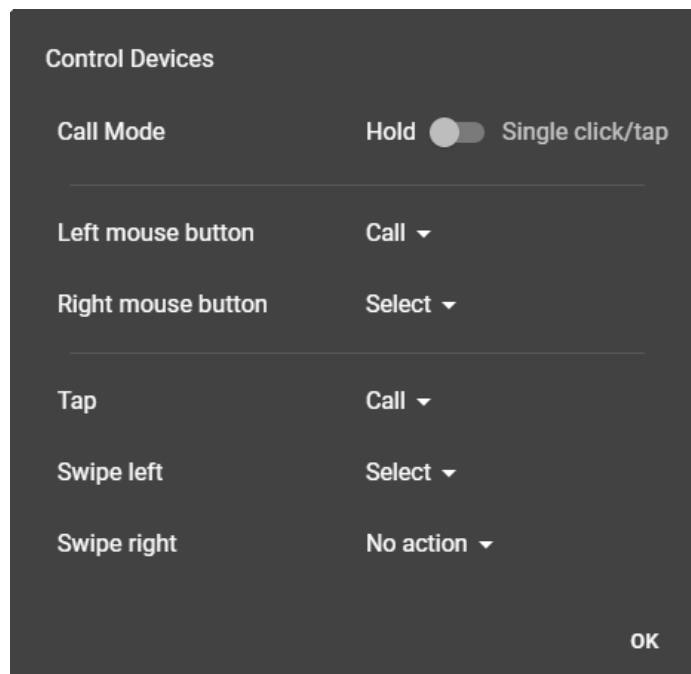 Control Devices
Call Mode Hold Single click/tap
Left mouse button Call
Right mouse button Select
Tap Call
Swipe left Select
Swipe right No action
OK